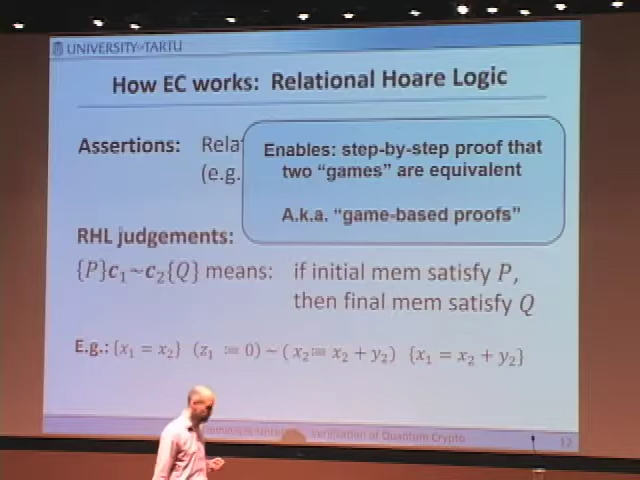 UNIVERSITY OF TARTU
How EC works: Relational Hoare Logic
Assertions:
(e.g.
Enables: step-by-step proof that
two “games” are equivalent
A.k.a. “game-based proofs”
RHL judgements:
{P}c₁~c₂{Q} means: if initial mem satisfy P,
then final mem satisfy Q
E.g.: {x₁ = x₂} (z₁ := 0) ~ (x₂ := x₂ + y₂) {x₁ = x₂ + y₂}
Verification of Quantum Crypto
12